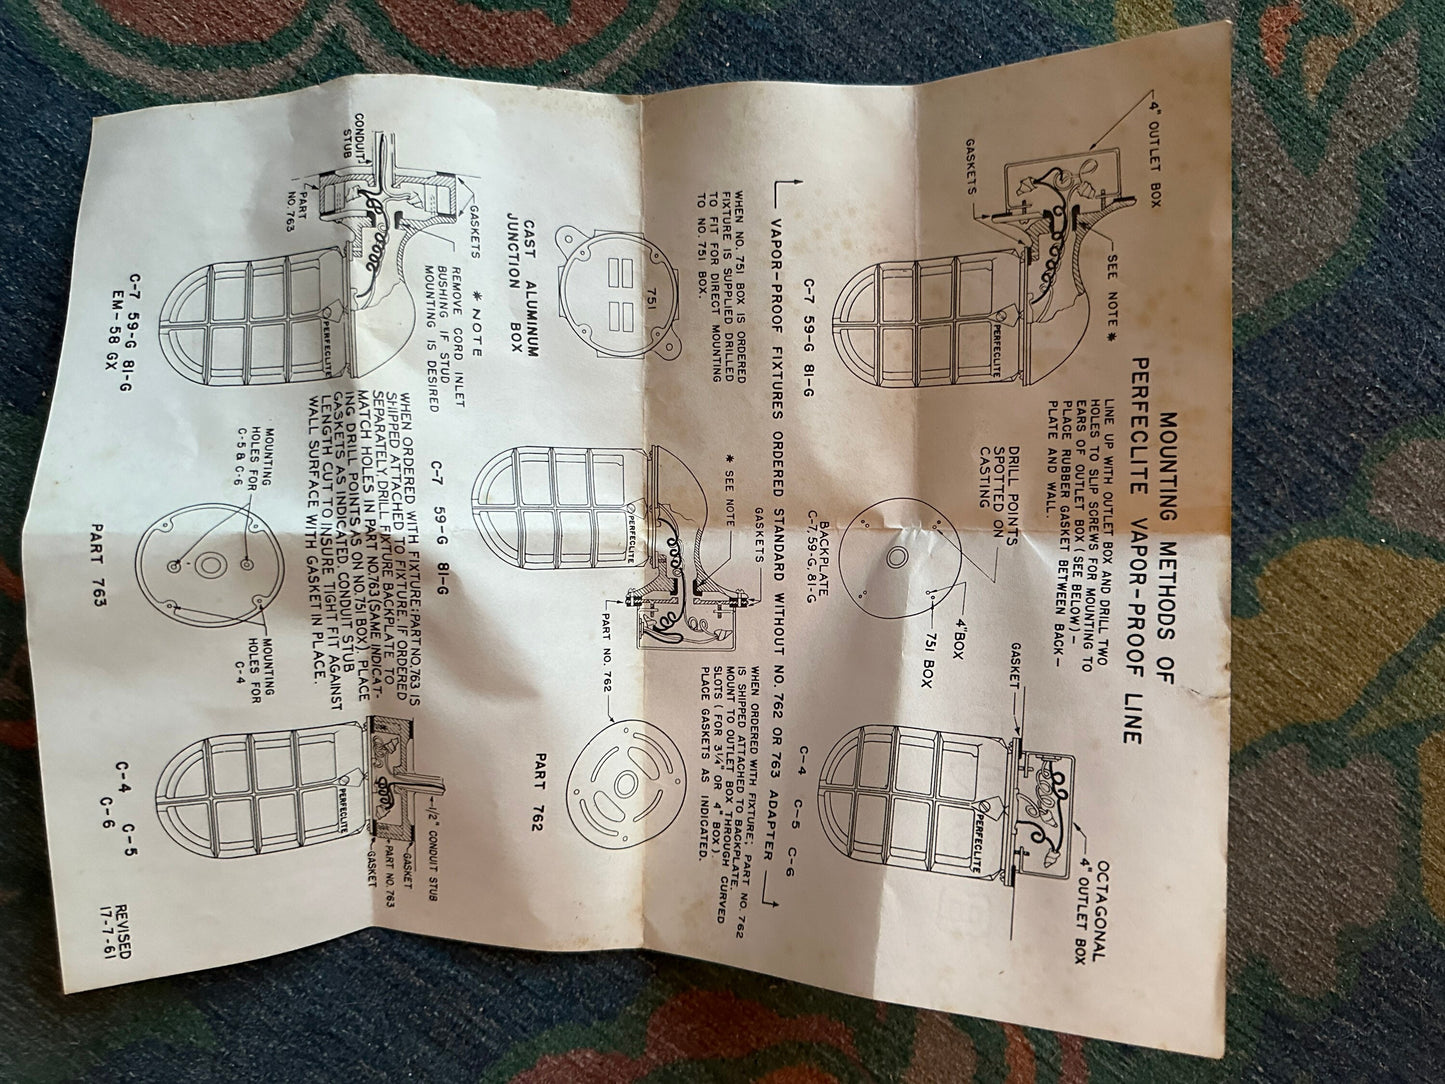 MOUNTING METHODS OF
PERFECLITE VAPOR-PROOF LINE
4" OUTLET BOX
GASKETS
SEE NOTE *
PERFECLITE
C-7 59-G 81-G
LINE UP WITH OUTLET BOX AND DRILL TWO
HOLES TO SLIP SCREWS FOR MOUNTING TO
EARS OF OUTLET BOX (SEE BELOW) -
PLACE RUBBER GASKET BETWEEN BACK-
PLATE AND WALL.
DRILL POINTS
SPOTTED ON
CASTING
4" BOX
751 BOX
BACKPLATE
C-7, 59-G, 81-G
GASKET
OCTAGONAL
4" OUTLET BOX
PERFECLITE
C-4 C-5 C-6
VAPOR-PROOF FIXTURES ORDERED STANDARD WITHOUT NO. 762 OR 763 ADAPTER
WHEN NO. 751 BOX IS ORDERED
FIXTURE IS SUPPLIED DRILLED
TO FIT FOR DIRECT MOUNTING
TO NO. 751 BOX.
751
CAST ALUMINUM
JUNCTION BOX
* SEE NOTE
GASKETS
PERFECLITE
PART NO. 762
C-7 59-G 81-G
WHEN ORDERED WITH FIXTURE; PART NO. 762
IS SHIPPED ATTACHED TO BACKPLATE.
MOUNT TO OUTLET BOX THROUGH CURVED
SLOTS (FOR 3¼" OR 4" BOX).
PLACE GASKETS AS INDICATED.
PART 762
CONDUIT
STUB
PART
NO. 763
GASKETS
* NOTE
REMOVE CORD INLET
BUSHING IF STUD
MOUNTING IS DESIRED
PERFECLITE
C-7 59-G 81-G
EM-58 GX
WHEN ORDERED WITH FIXTURE; PART NO. 763 IS
SHIPPED ATTACHED TO FIXTURE. IF ORDERED
SEPARATELY, DRILL FIXTURE BACKPLATE TO
MATCH HOLES IN PART NO. 763 (SAME INDICAT-
ING DRILL POINTS AS ON NO. 751 BOX). PLACE
GASKETS AS INDICATED. CONDUIT STUB
LENGTH CUT TO INSURE TIGHT FIT AGAINST
WALL SURFACE WITH GASKET IN PLACE.
MOUNTING
HOLES FOR
C-5 & C-6
MOUNTING
HOLES FOR
C-4
PART 763
1/2" CONDUIT STUB
GASKET
PART NO. 763
GASKET
PERFECLITE
C-4 C-5
C-6
REVISED
17-7-61